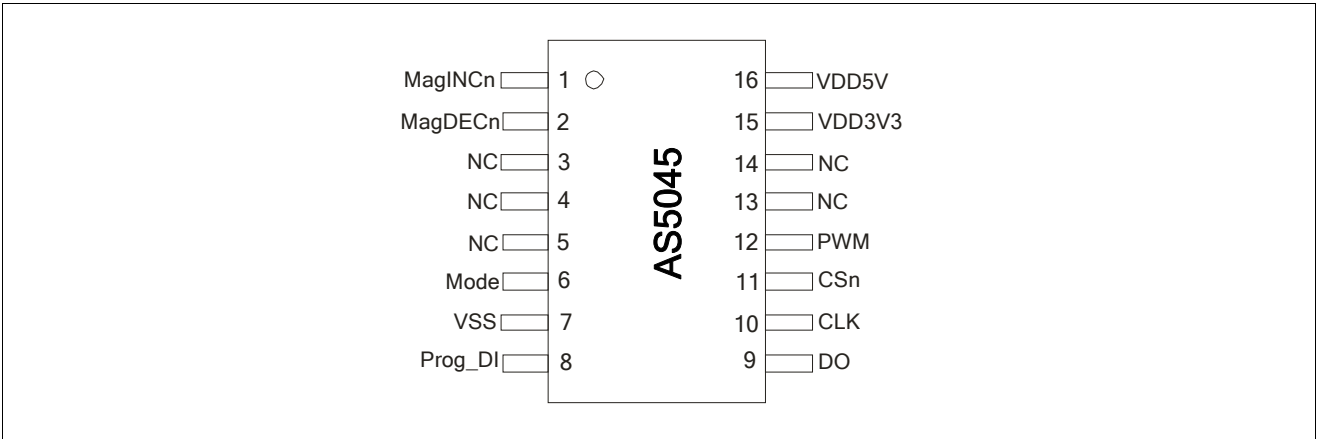 MagINCn 1 16 VDD5V
MagDECn 2 15 VDD3V3
NC 3 14 NC
NC 4 13 NC
NC 5 12 PWM
Mode 6 11 CSn
VSS 7 10 CLK
Prog_DI 8 9 DO
AS5045